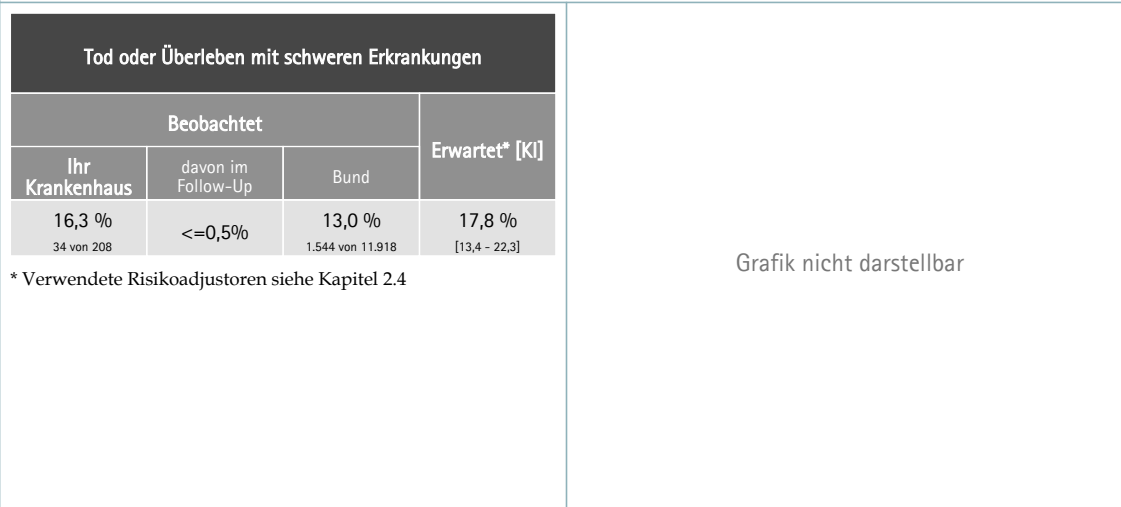 Tod oder Überleben mit schweren Erkrankungen
Beobachtet
Erwartet* [KI]
Ihr
Krankenhaus
davon im
Follow-Up
Bund
16,3 %
34 von 208
<=0,5%
13,0 %
1.544 von 11.918
17,8 %
[13,4 - 22,3]
* Verwendete Risikoadjustoren siehe Kapitel 2.4
Grafik nicht darstellbar